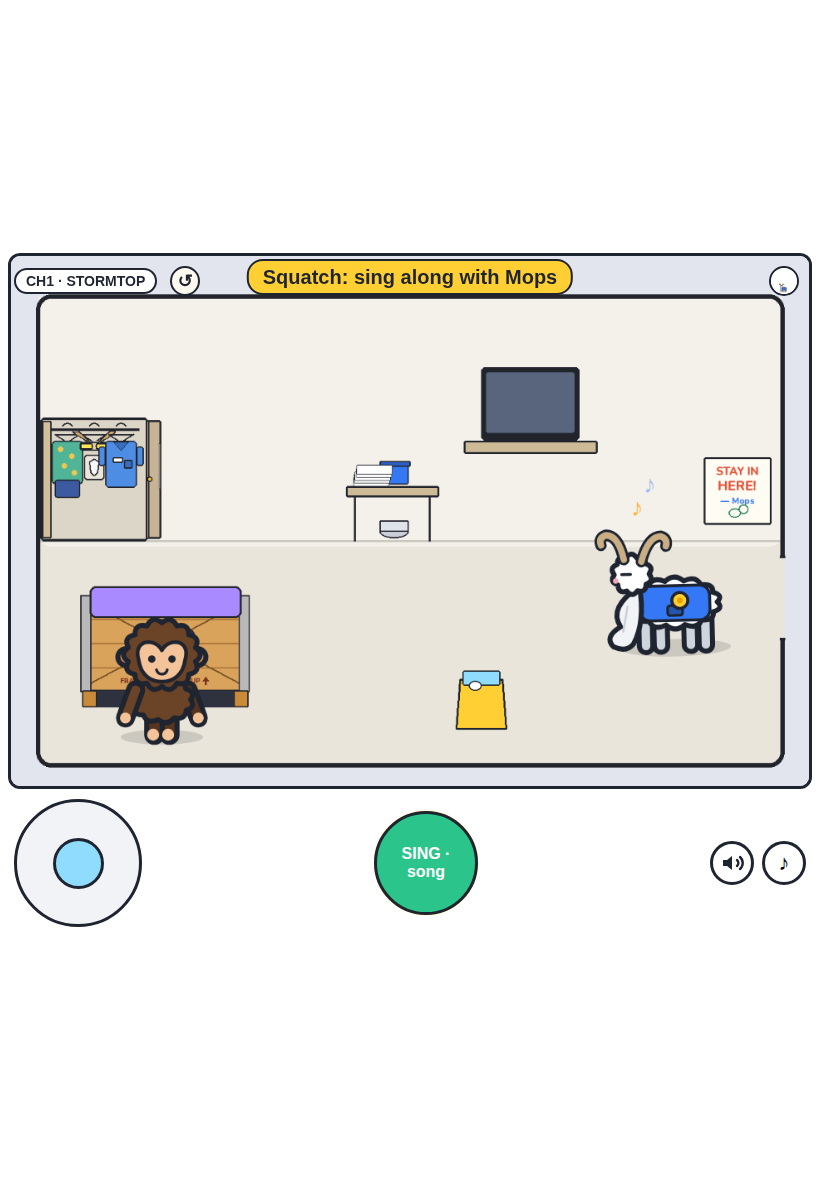 CH1 · STORMTOP
↺
Squatch: sing along with Mops
STAY IN
HERE!
— Mops
SING ·
song